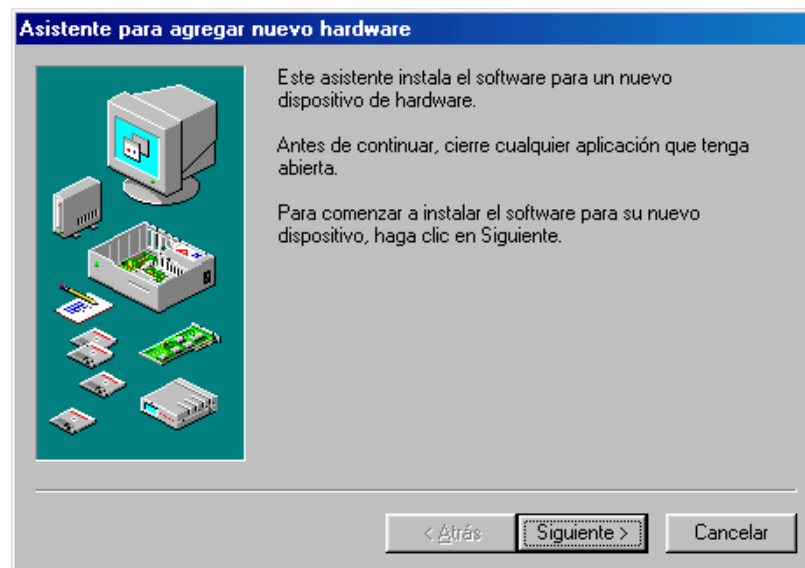 Asistente para agregar nuevo hardware
Este asistente instala el software para un nuevo
dispositivo de hardware.
Antes de continuar, cierre cualquier aplicación que tenga
abierta.
Para comenzar a instalar el software para su nuevo
dispositivo, haga clic en Siguiente.
< Atrás Siguiente > Cancelar